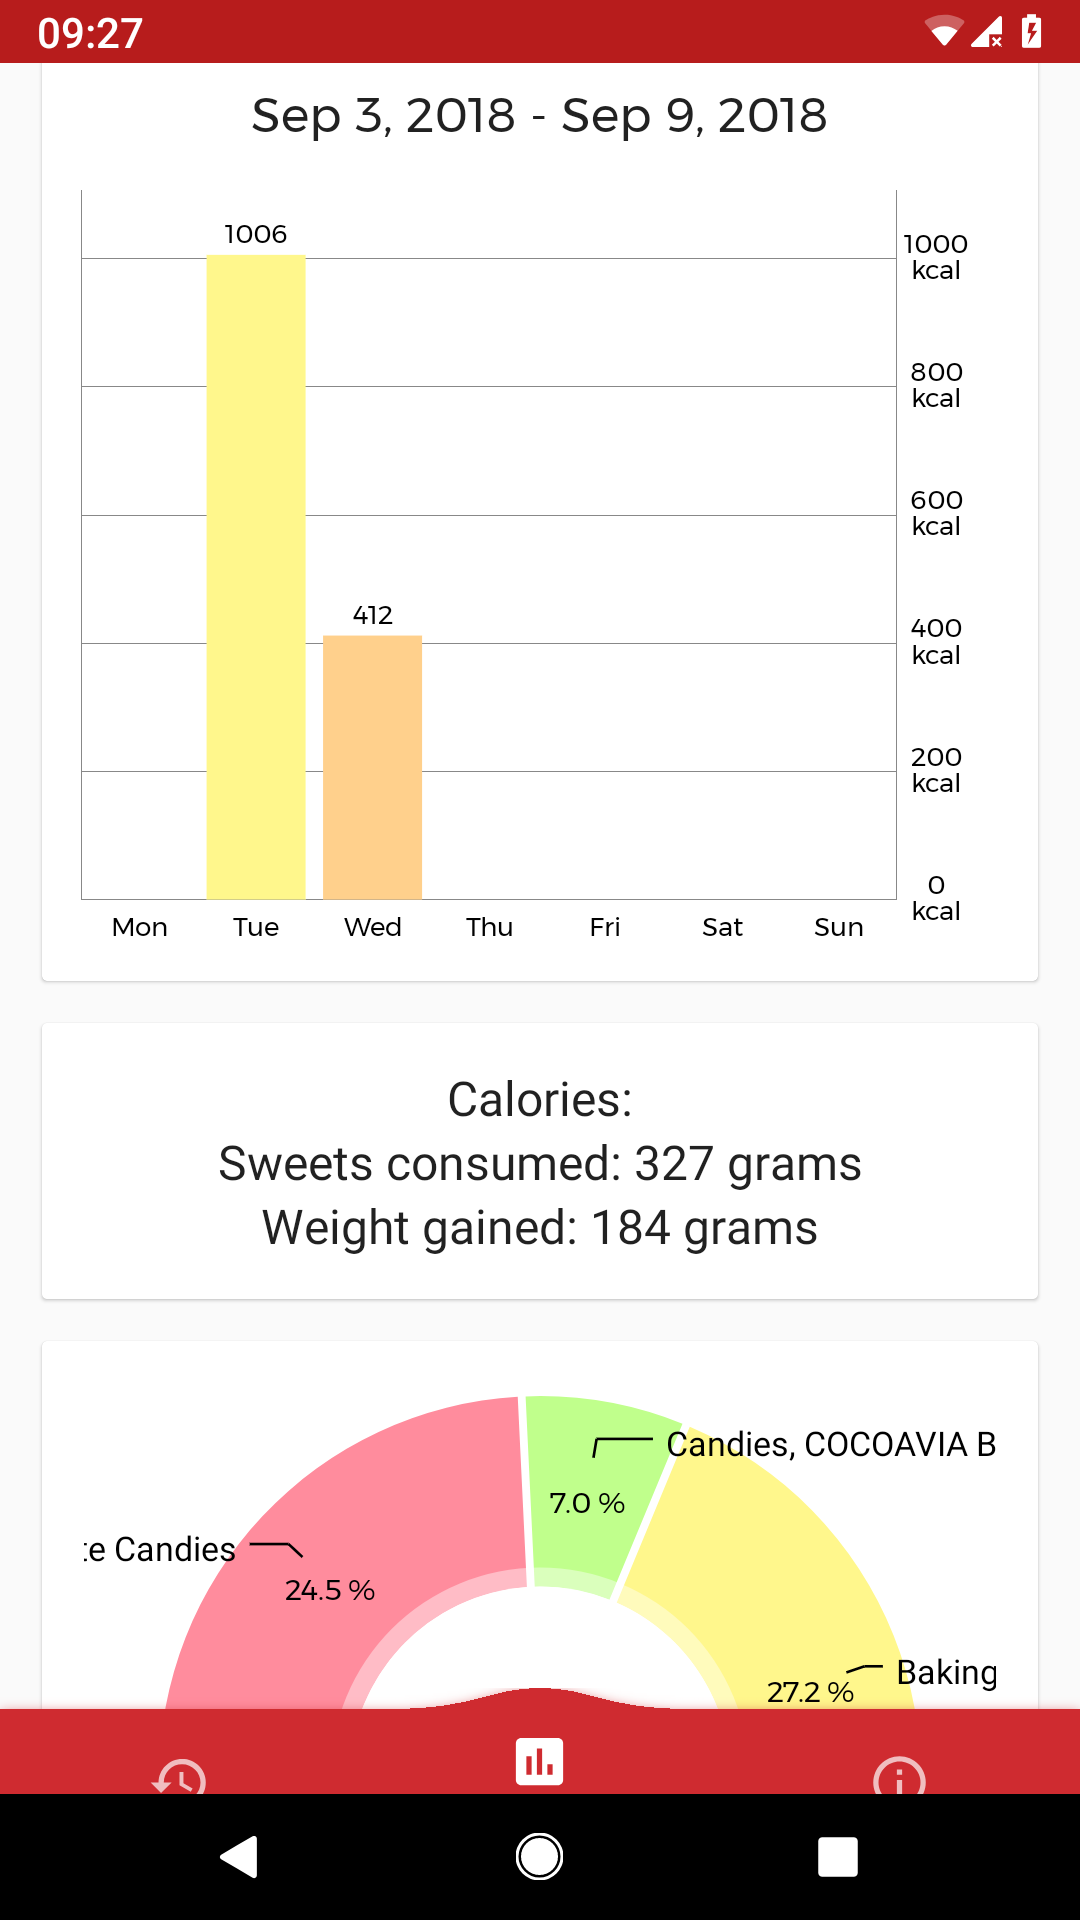 09:27
Sep 3, 2018 - Sep 9, 2018
1006
1000
kcal
800
kcal
600
kcal
412
400
kcal
200
kcal
0
kcal
Mon Tue Wed Thu Fri Sat Sun
Calories:
Sweets consumed: 327 grams
Weight gained: 184 grams
Candies, COCOAVIA B
7.0 %
te Candies
24.5 %
Baking
27.2 %